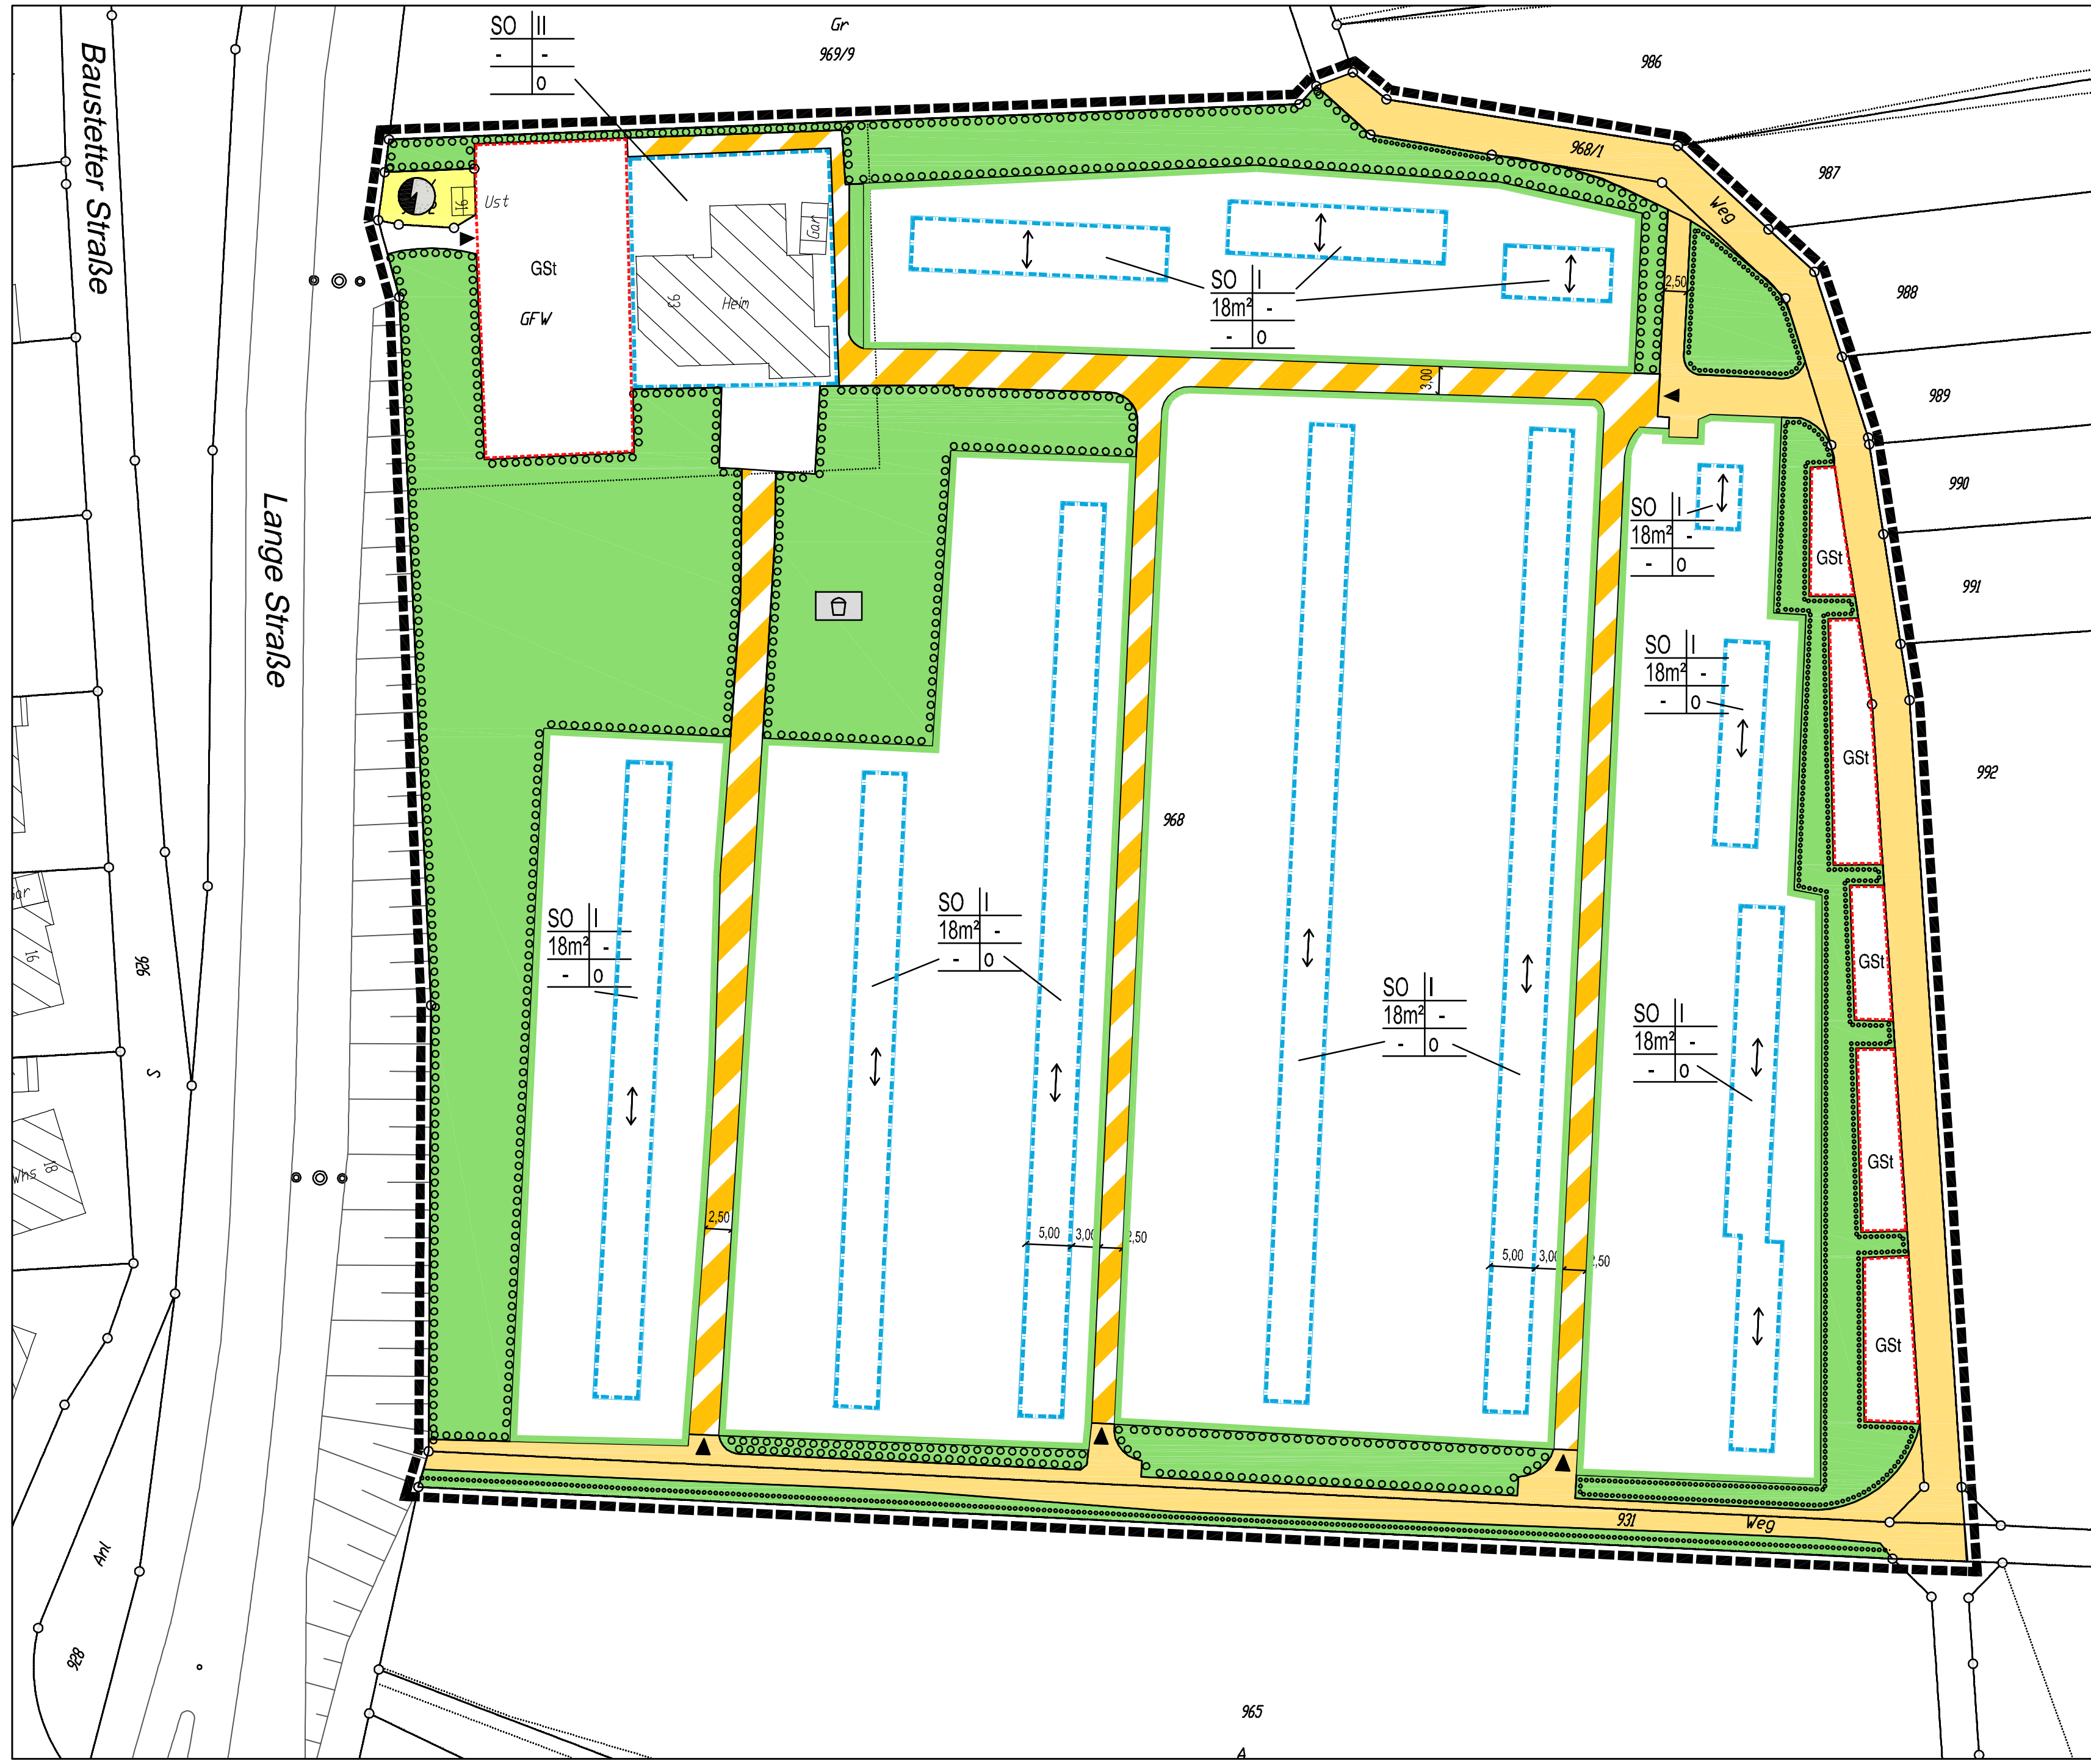 SO II
- -
0
Gr
969/9
986
Baustetter Straße
968/1
987
Weg
Ust
16
Gar
GSt
GFW
93
Heim
SO I
18m² -
- 0
2,50
988
3,00
989
990
Lange Straße
SO I
18m² -
- 0
GSt
991
SO I
18m² -
- 0
GSt
992
968
SO I
18m² -
- 0
SO I
18m² -
- 0
16
926
GSt
SO I
18m² -
- 0
SO I
18m² -
- 0
S
Whs
18
GSt
2,50
5,00 3,00 2,50
5,00 3,00 2,50
GSt
931
Weg
Anl
928
965
A